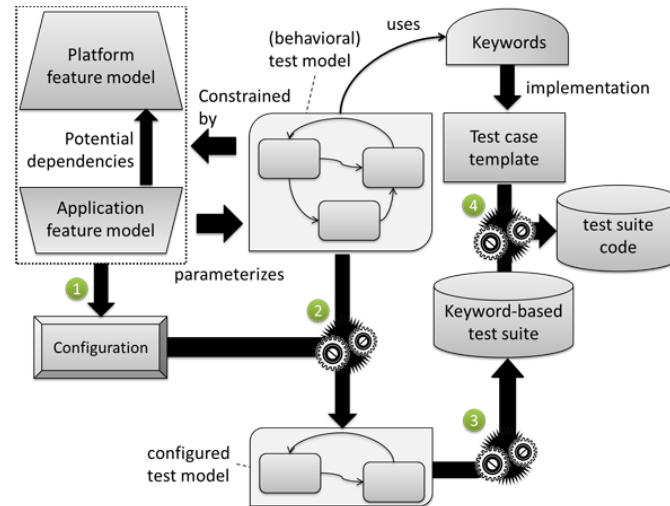 Platform
feature model
Potential
dependencies
Application
feature model
Constrained
by
parameterizes
(behavioral)
test model
uses
Keywords
implementation
Test case
template
4
test suite
code
Keyword-based
test suite
1
Configuration
2
3
configured
test model